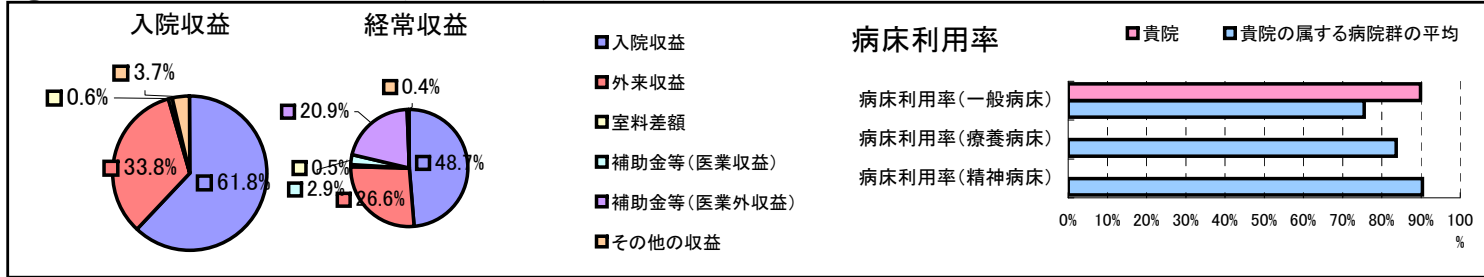 入院収益
3.7%
0.6%
33.8%
61.8%
経常収益
0.4%
20.9%
0.5%
2.9%
26.6%
48.7%
入院収益
外来収益
室料差額
補助金等(医業収益)
補助金等(医業外収益)
その他の収益
病床利用率
貴院
貴院の属する病院群の平均
病床利用率(一般病床)
病床利用率(療養病床)
病床利用率(精神病床)
0% 10% 20% 30% 40% 50% 60% 70% 80% 90% 100
%